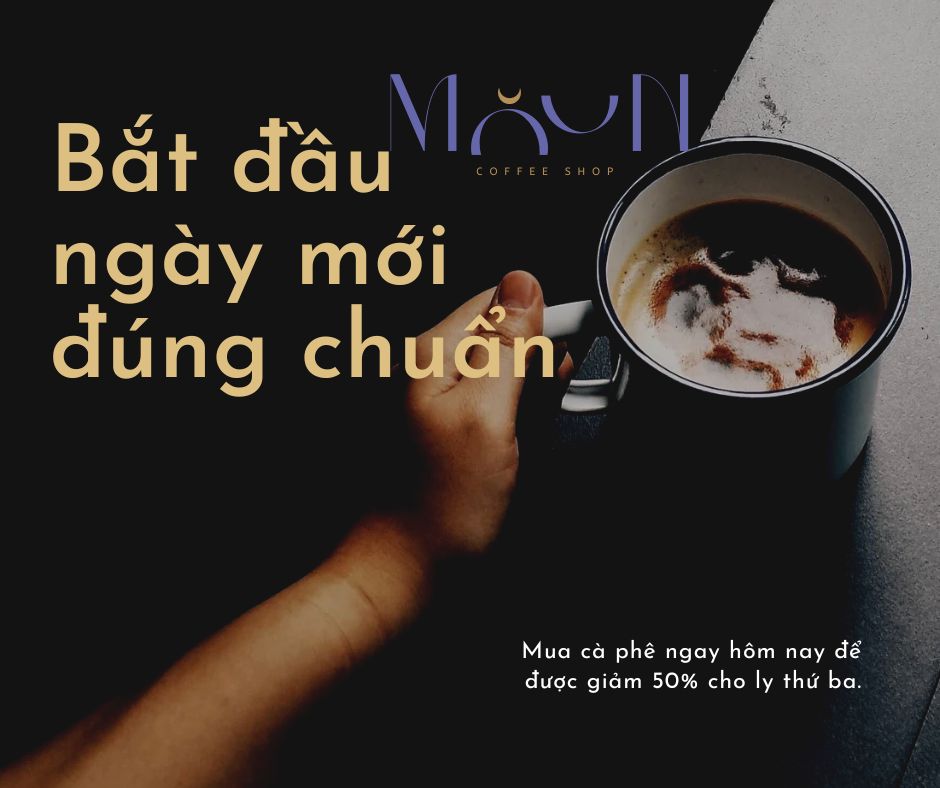 MOUN
COFFEE SHOP
Bắt đầu
ngày mới
đúng chuẩn
Mua cà phê ngay hôm nay để
được giảm 50% cho ly thứ ba.